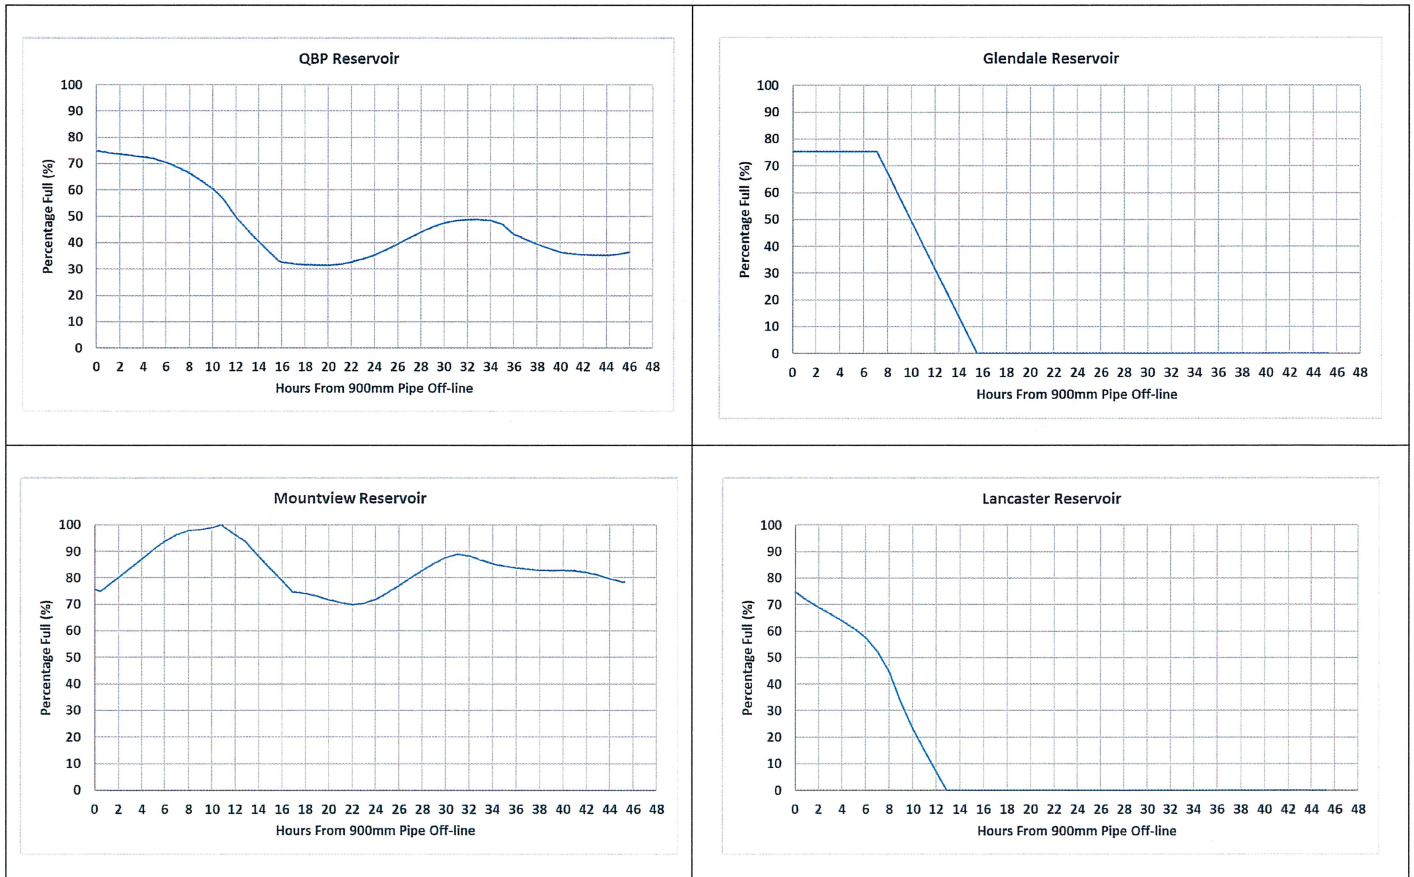 QBP Reservoir
Percentage Full (%)
100
90
80
70
60
50
40
30
20
10
0
0 2 4 6 8 10 12 14 16 18 20 22 24 26 28 30 32 34 36 38 40 42 44 46 48
Hours From 900mm Pipe Off-line
Glendale Reservoir
Percentage Full (%)
100
90
80
70
60
50
40
30
20
10
0
0 2 4 6 8 10 12 14 16 18 20 22 24 26 28 30 32 34 36 38 40 42 44 46 48
Hours From 900mm Pipe Off-line
Mountview Reservoir
Percentage Full (%)
100
90
80
70
60
50
40
30
20
10
0
0 2 4 6 8 10 12 14 16 18 20 22 24 26 28 30 32 34 36 38 40 42 44 46 48
Hours From 900mm Pipe Off-line
Lancaster Reservoir
Percentage Full (%)
100
90
80
70
60
50
40
30
20
10
0
0 2 4 6 8 10 12 14 16 18 20 22 24 26 28 30 32 34 36 38 40 42 44 46 48
Hours From 900mm Pipe Off-line